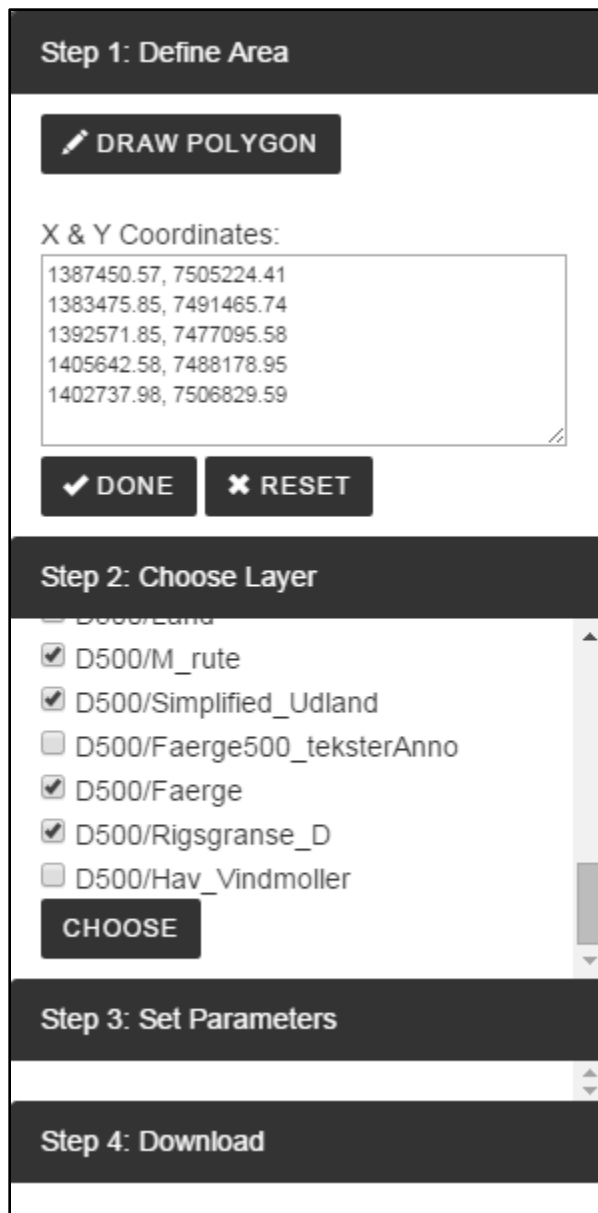 Step 1: Define Area
DRAW POLYGON
X & Y Coordinates:
1387450.57, 7505224.41
1383475.85, 7491465.74
1392571.85, 7477095.58
1405642.58, 7488178.95
1402737.98, 7506829.59
DONE RESET
Step 2: Choose Layer
D500/Land
D500/M_rute
D500/Simplified_Udland
D500/Faerge500_teksterAnno
D500/Faerge
D500/Rigsgranse_D
D500/Hav_Vindmoller
CHOOSE
Step 3: Set Parameters
Step 4: Download